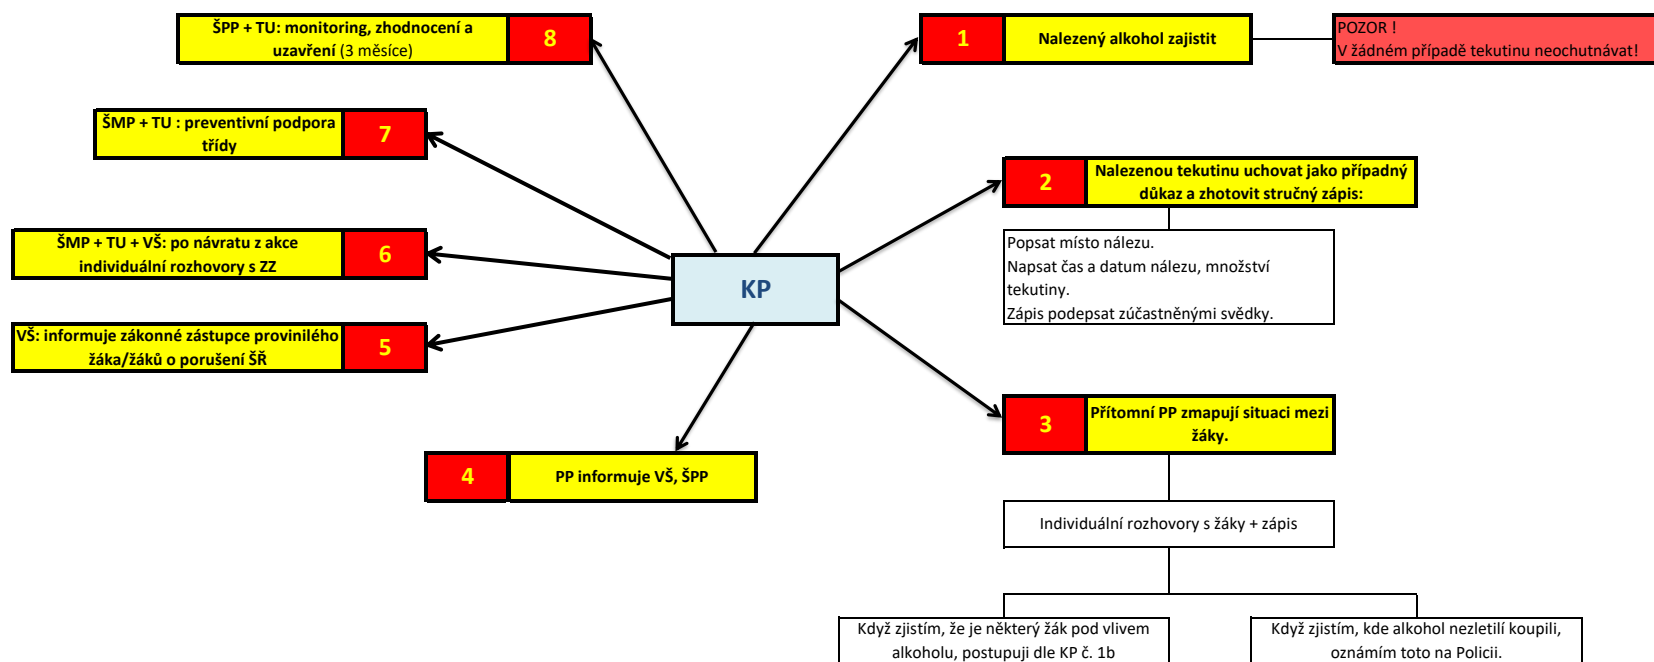 KP
1
Nalezený alkohol zajistit
POZOR !
V žádném případě tekutinu neochutnávat!
2
Nalezenou tekutinu uchovat jako případný
důkaz a zhotovit stručný zápis:
Popsat místo nálezu.
Napsat čas a datum nálezu, množství
tekutiny.
Zápis podepsat zúčastněnými svědky.
3
Přítomní PP zmapují situaci mezi
žáky.
Individuální rozhovory s žáky + zápis
Když zjistím, že je některý žák pod vlivem
alkoholu, postupuji dle KP č. 1b
Když zjistím, kde alkohol nezletilí koupili,
oznámím toto na Policii.
4
PP informuje VŠ, ŠPP
5
VŠ: informuje zákonné zástupce provinilého
žáka/žáků o porušení ŠŘ
6
ŠMP + TU + VŠ: po návratu z akce
individuální rozhovory s ZZ
7
ŠMP + TU : preventivní podpora
třídy
8
ŠPP + TU: monitoring, zhodnocení a
uzavření (3 měsíce)